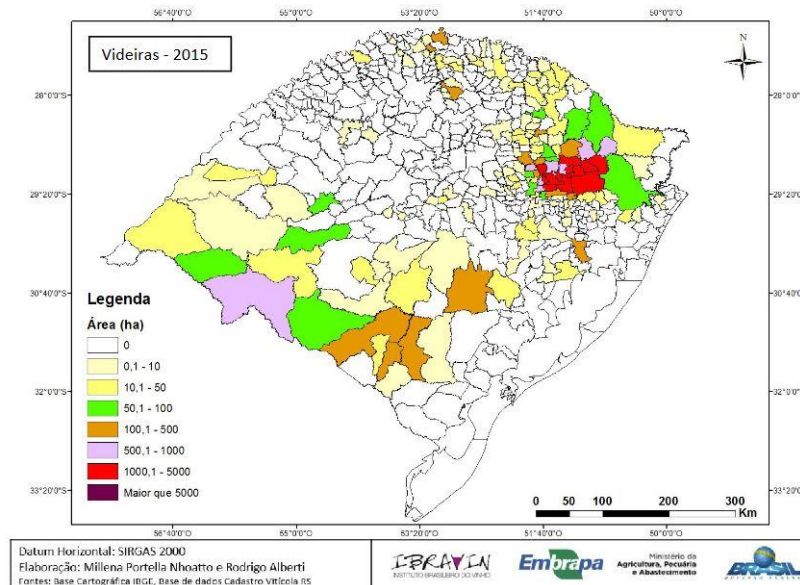 56°40'0"O 55°0'0"O 53°20'0"O 51°40'0"O 50°0'0"O
Videiras - 2015
N
28°0'0"S
28°0'0"S
29°20'0"S
29°20'0"S
30°40'0"S
30°40'0"S
32°0'0"S
32°0'0"S
33°20'0"S
33°20'0"S
Legenda
Área (ha)
0
0,1 - 10
10,1 - 50
50,1 - 100
100,1 - 500
500,1 - 1000
1000,1 - 5000
Maior que 5000
0 50 100 200 300
Km
56°40'0"O 55°0'0"O 53°20'0"O 51°40'0"O 50°0'0"O
Datum Horizontal: SIRGAS 2000
Elaboração: Millena Portella Nhoatto e Rodrigo Alberti
Fontes: Base Cartográfica IBGE, Base de dados Cadastro Vitícola RS
IBRAVIN
INSTITUTO BRASILEIRO DO VINHO
Embrapa
Ministério da
Agricultura, Pecuária
e Abastecimento
BRASIL